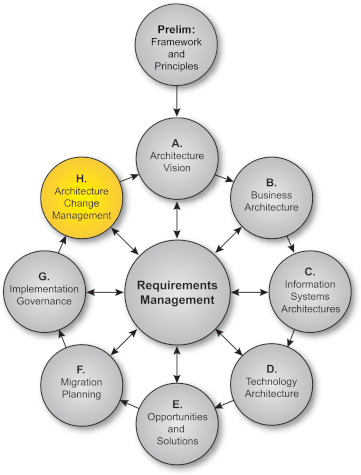 Prelim:
Framework
and
Principles
A.
Architecture
Vision
H.
Architecture
Change
Management
B.
Business
Architecture
G.
Implementation
Governance
Requirements
Management
C.
Information
Systems
Architectures
F.
Migration
Planning
D.
Technology
Architecture
E.
Opportunities
and
Solutions